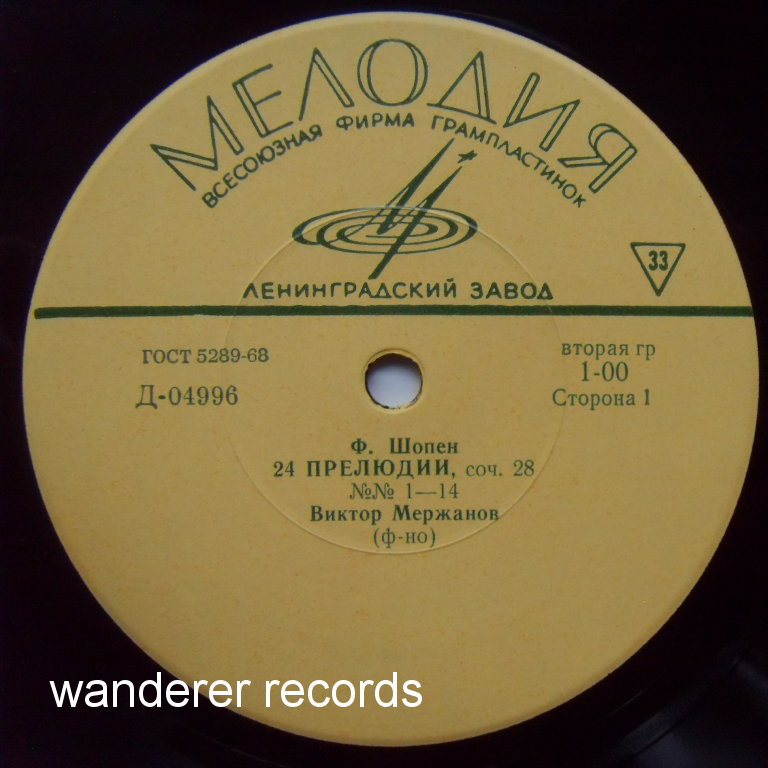 МЕЛОДИЯ
ВСЕСОЮЗНАЯ ФИРМА ГРАМПЛАСТИНОК
33
ЛЕНИНГРАДСКИЙ ЗАВОД
ГОСТ 5289-68
Д-04996
вторая гр
1-00
Сторона 1
Ф. Шопен
24 ПРЕЛЮДИИ, соч. 28
№№ 1—14
Виктор Мержанов
(ф-но)
wanderer records